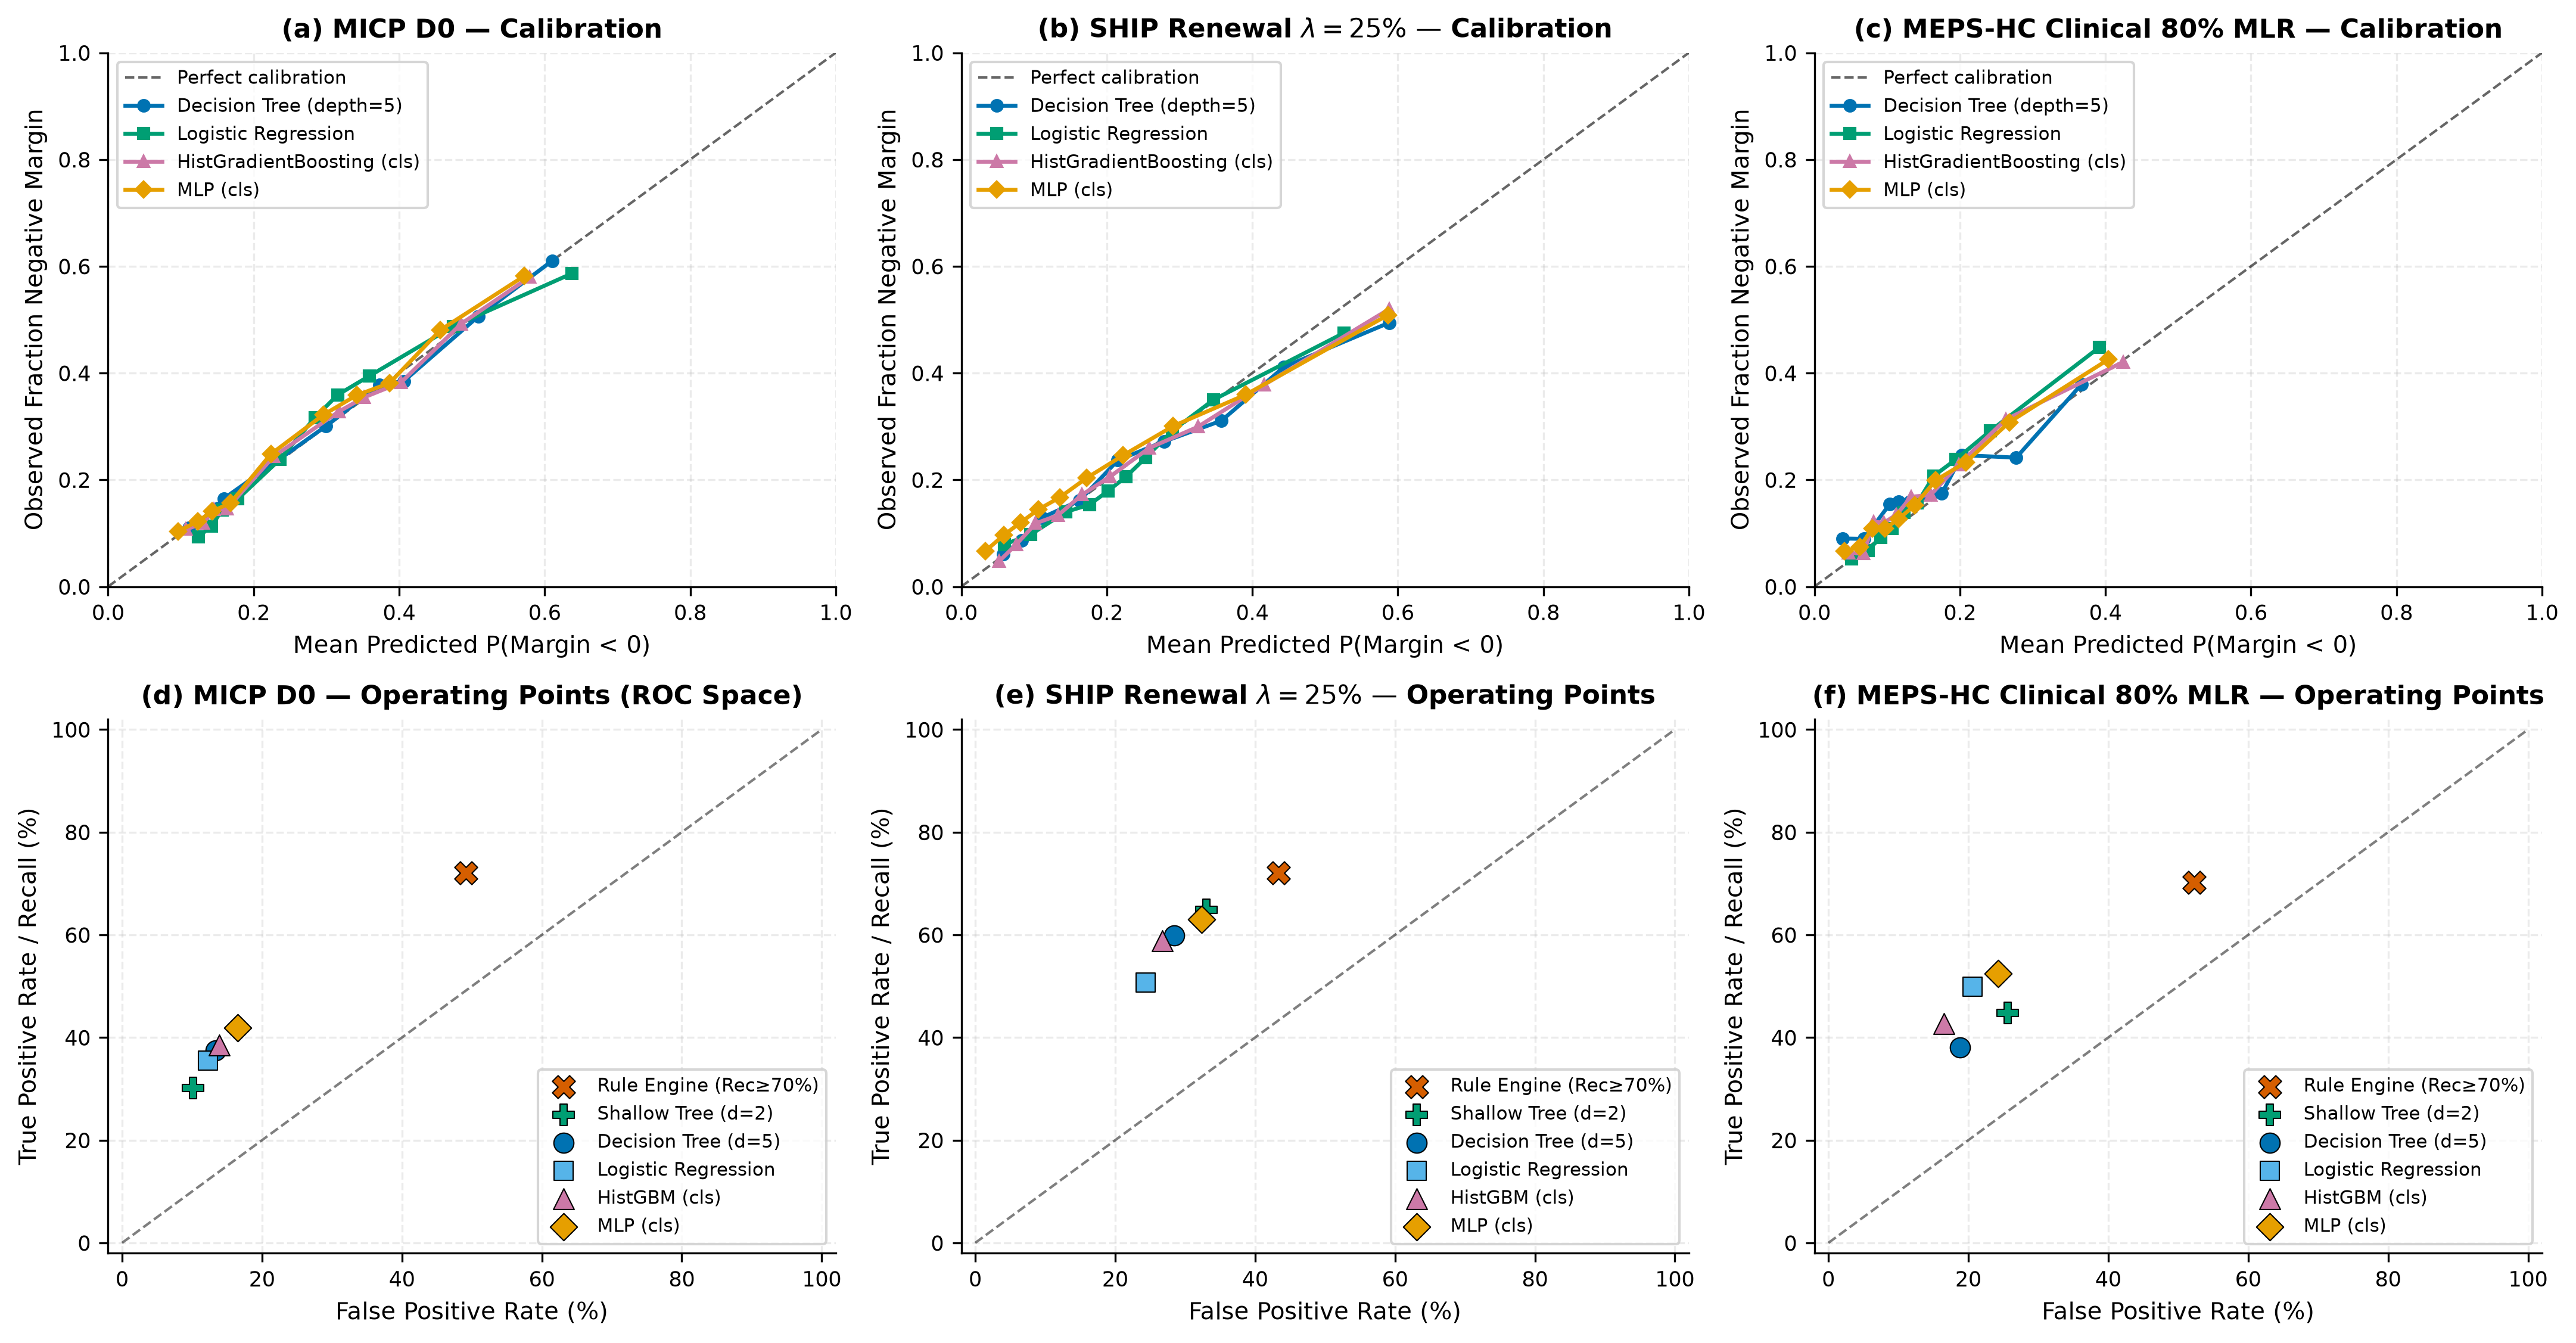 (a) MICP D0 — Calibration
1.0
0.8
0.6
0.4
0.2
0.0
Observed Fraction Negative Margin
Perfect calibration
Decision Tree (depth=5)
Logistic Regression
HistGradientBoosting (cls)
MLP (cls)
0.0 0.2 0.4 0.6 0.8 1.0
Mean Predicted P(Margin < 0)
(b) SHIP Renewal λ = 25% — Calibration
1.0
0.8
0.6
0.4
0.2
0.0
Observed Fraction Negative Margin
Perfect calibration
Decision Tree (depth=5)
Logistic Regression
HistGradientBoosting (cls)
MLP (cls)
0.0 0.2 0.4 0.6 0.8 1.0
Mean Predicted P(Margin < 0)
(c) MEPS-HC Clinical 80% MLR — Calibration
1.0
0.8
0.6
0.4
0.2
0.0
Observed Fraction Negative Margin
Perfect calibration
Decision Tree (depth=5)
Logistic Regression
HistGradientBoosting (cls)
MLP (cls)
0.0 0.2 0.4 0.6 0.8 1.0
Mean Predicted P(Margin < 0)
(d) MICP D0 — Operating Points (ROC Space)
100
80
60
40
20
0
True Positive Rate / Recall (%)
Rule Engine (Rec≥70%)
Shallow Tree (d=2)
Decision Tree (d=5)
Logistic Regression
HistGBM (cls)
MLP (cls)
0 20 40 60 80 100
False Positive Rate (%)
(e) SHIP Renewal λ = 25% — Operating Points
100
80
60
40
20
0
True Positive Rate / Recall (%)
Rule Engine (Rec≥70%)
Shallow Tree (d=2)
Decision Tree (d=5)
Logistic Regression
HistGBM (cls)
MLP (cls)
0 20 40 60 80 100
False Positive Rate (%)
(f) MEPS-HC Clinical 80% MLR — Operating Points
100
80
60
40
20
0
True Positive Rate / Recall (%)
Rule Engine (Rec≥70%)
Shallow Tree (d=2)
Decision Tree (d=5)
Logistic Regression
HistGBM (cls)
MLP (cls)
0 20 40 60 80 100
False Positive Rate (%)